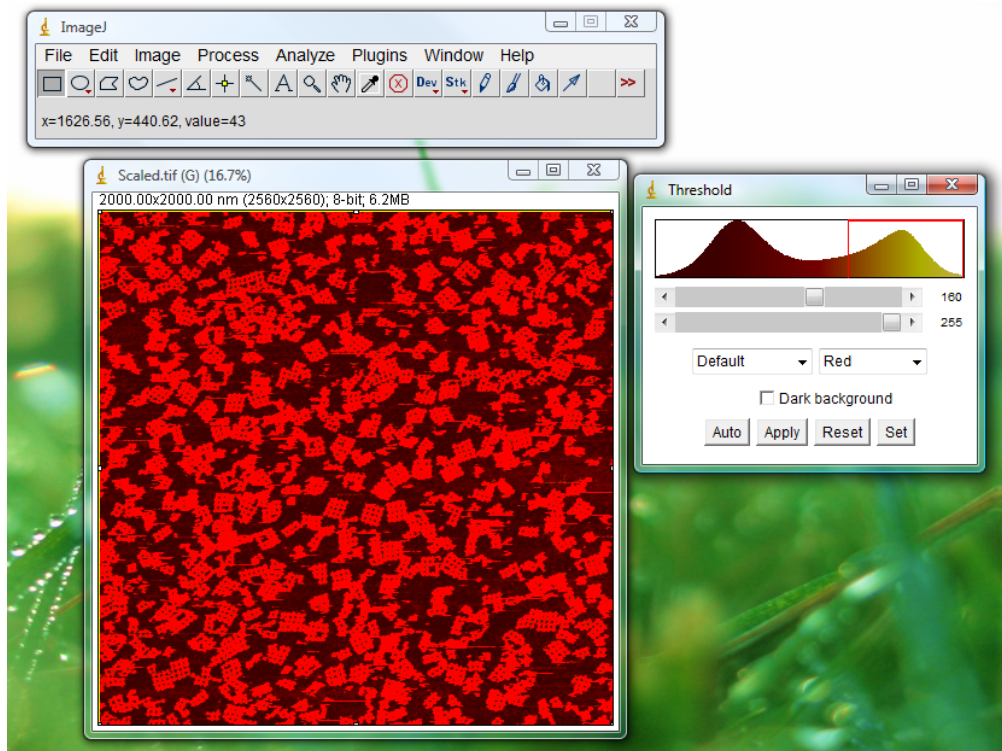 ImageJ
File Edit Image Process Analyze Plugins Window Help
A Dev Stk >>
x=1626.56, y=440.62, value=43
Scaled.tif (G) (16.7%)
2000.00x2000.00 nm (2560x2560); 8-bit; 6.2MB
Threshold
160
255
Default Red
Dark background
Auto Apply Reset Set